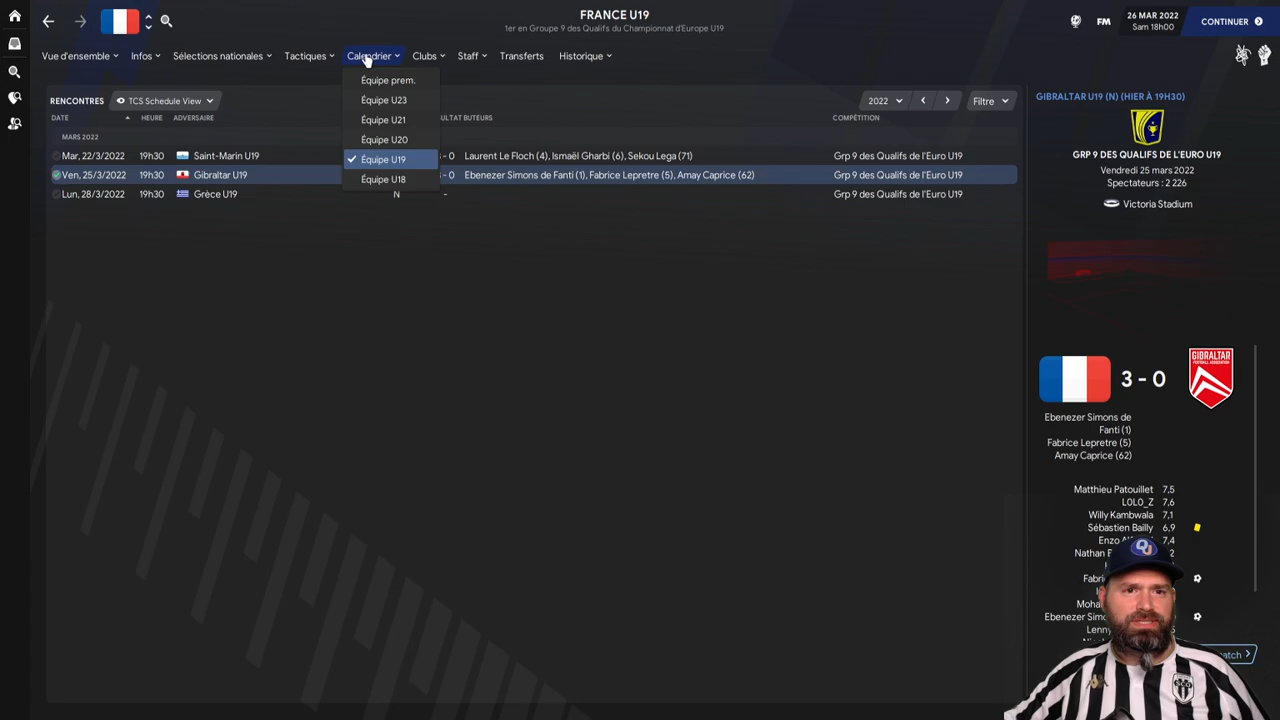 FRANCE U19
1er en Groupe 9 des Qualifs du Championnat d'Europe U19
FM
26 MAR 2022
Sam 18h00
CONTINUER
Vue d'ensemble
Infos
Sélections nationales
Tactiques
Calendrier
Clubs
Staff
Transferts
Historique
Équipe prem.
Équipe U23
Équipe U21
Équipe U20
Équipe U19
Équipe U18
RENCONTRES
TCS Schedule View
2022
Filtre
DATE HEURE ADVERSAIRE BUTEURS COMPÉTITION
MARS 2022
Mar, 22/3/2022 19h30 Saint-Marin U19 - 0 Laurent Le Floch (4), Ismaël Gharbi (6), Sekou Lega (71) Grp 9 des Qualifs de l'Euro U19
Ven, 25/3/2022 19h30 Gibraltar U19 - 0 Ebenezer Simons de Fanti (1), Fabrice Lepretre (5), Amay Caprice (62) Grp 9 des Qualifs de l'Euro U19
Lun, 28/3/2022 19h30 Grèce U19 N - Grp 9 des Qualifs de l'Euro U19
GIBRALTAR U19 (N) (HIER À 19H30)
GRP 9 DES QUALIFS DE L'EURO U19
Vendredi 25 mars 2022
Spectateurs : 2 226
Victoria Stadium
3 - 0
GIBRALTAR
Ebenezer Simons de
Fanti (1)
Fabrice Lepretre (5)
Amay Caprice (62)
Matthieu Patouillet 7,5
LOLO_Z 7,6
Willy Kambwala 7,1
Sébastien Bailly 6,9
Enzo 7,4
Nathan
Ebenezer